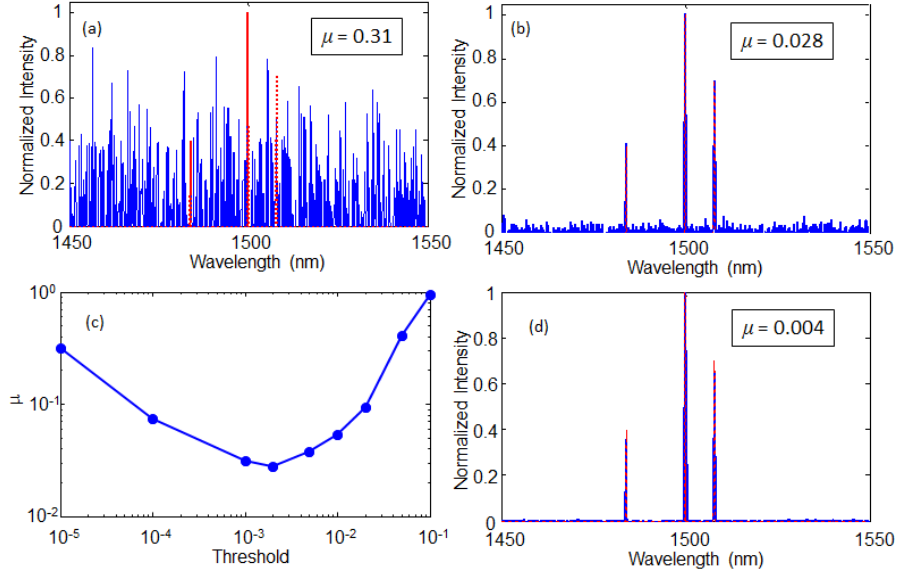 (a)
μ = 0.31
Normalized Intensity
1
0.8
0.6
0.4
0.2
0
1450
1500
1550
Wavelength (nm)
(b)
μ = 0.028
Normalized Intensity
1
0.8
0.6
0.4
0.2
0
1450
1500
1550
Wavelength (nm)
(c)
μ
10⁰
10⁻¹
10⁻²
10⁻⁵
10⁻⁴
10⁻³
10⁻²
10⁻¹
Threshold
(d)
μ = 0.004
Normalized Intensity
1
0.8
0.6
0.4
0.2
0
1450
1500
1550
Wavelength (nm)